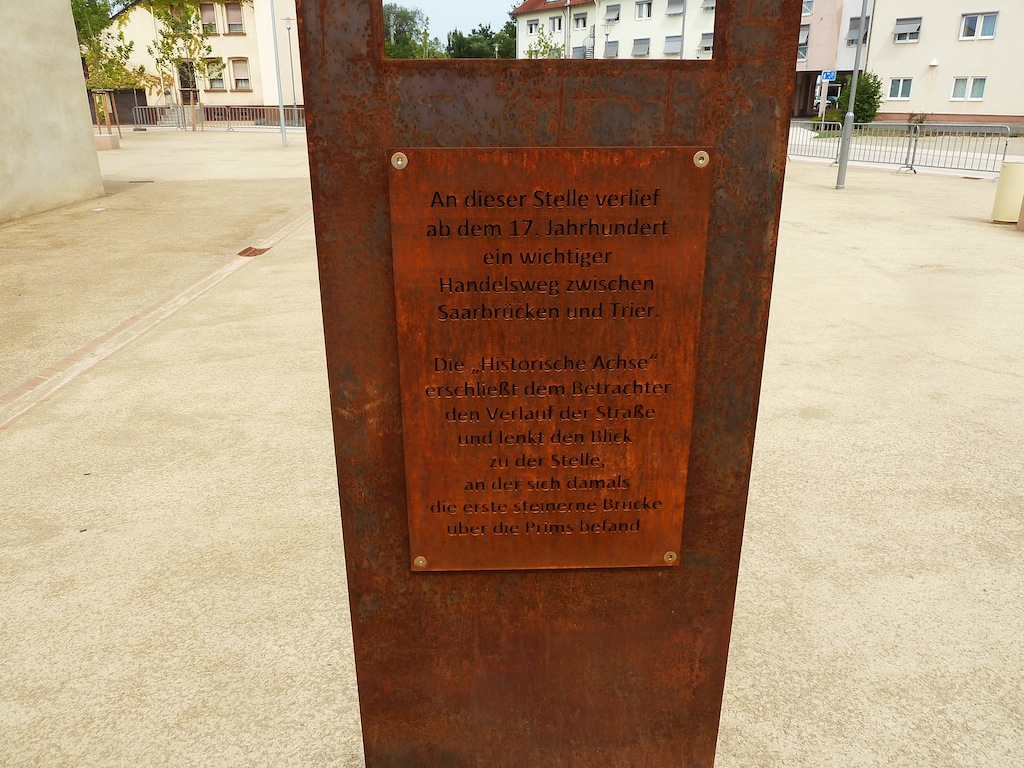 An dieser Stelle verlief
ab dem 17. Jahrhundert
ein wichtiger
Handelsweg zwischen
Saarbrücken und Trier.
Die „Historische Achse“
erschließt dem Betrachter
den Verlauf der Straße
und lenkt den Blick
zu der Stelle,
an der sich damals
die erste steinerne Brücke
über die Prims befand.